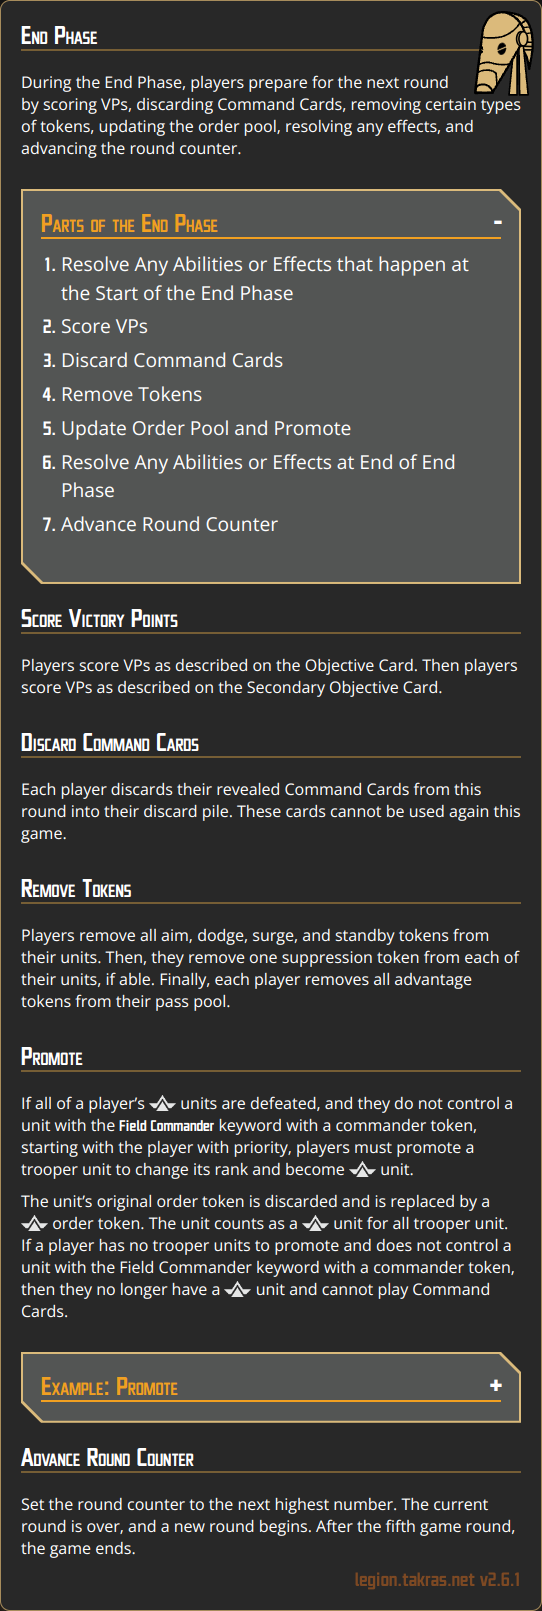 End Phase
During the End Phase, players prepare for the next round
by scoring VPs, discarding Command Cards, removing certain types
of tokens, updating the order pool, resolving any effects, and
advancing the round counter.
Parts of the End Phase -
1. Resolve Any Abilities or Effects that happen at
the Start of the End Phase
2. Score VPs
3. Discard Command Cards
4. Remove Tokens
5. Update Order Pool and Promote
6. Resolve Any Abilities or Effects at End of End
Phase
7. Advance Round Counter
Score Victory Points
Players score VPs as described on the Objective Card. Then players
score VPs as described on the Secondary Objective Card.
Discard Command Cards
Each player discards their revealed Command Cards from this
round into their discard pile. These cards cannot be used again this
game.
Remove Tokens
Players remove all aim, dodge, surge, and standby tokens from
their units. Then, they remove one suppression token from each of
their units, if able. Finally, each player removes all advantage
tokens from their pass pool.
Promote
If all of a player's units are defeated, and they do not control a
unit with the Field Commander keyword with a commander token,
starting with the player with priority, players must promote a
trooper unit to change its rank and become unit.
The unit's original order token is discarded and is replaced by a
order token. The unit counts as a unit for all trooper unit.
If a player has no trooper units to promote and does not control a
unit with the Field Commander keyword with a commander token,
then they no longer have a unit and cannot play Command
Cards.
Example: Promote +
Advance Round Counter
Set the round counter to the next highest number. The current
round is over, and a new round begins. After the fifth game round,
the game ends.
legion.takras.net v2.6.1